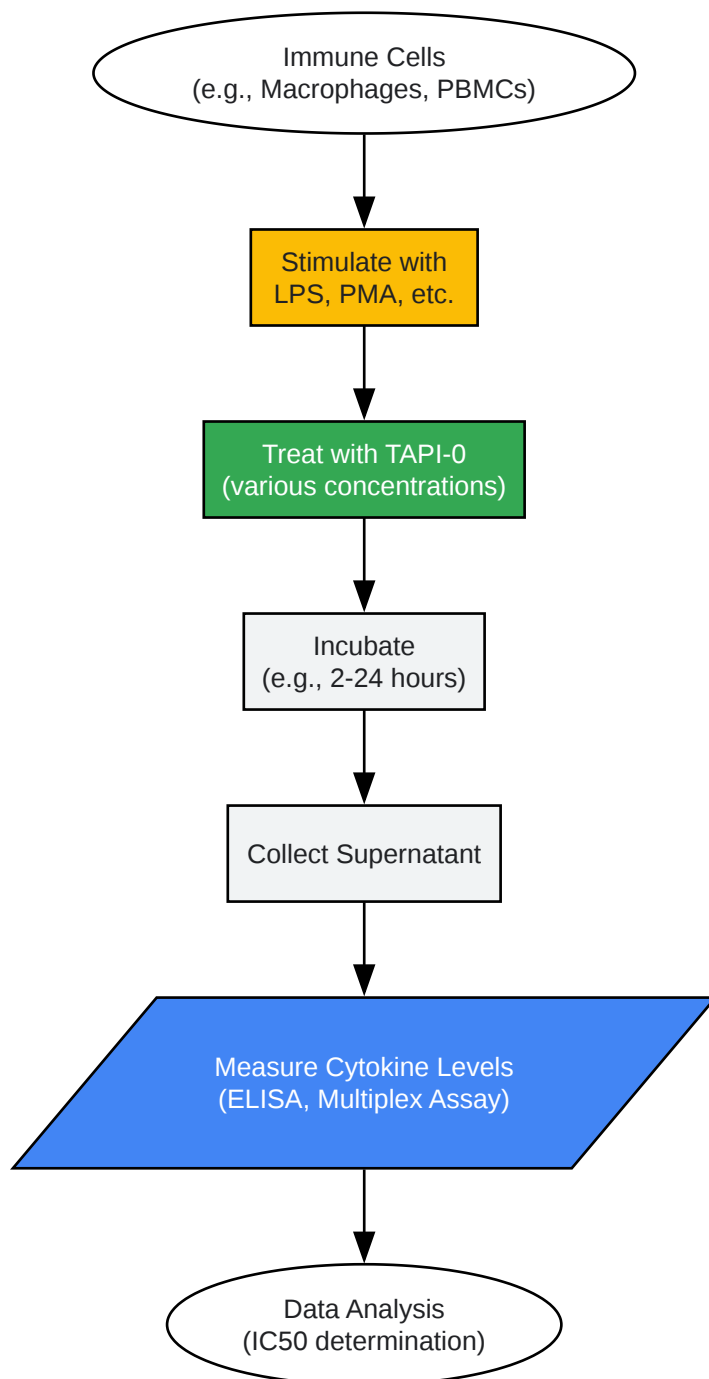 Immune Cells
(e.g., Macrophages, PBMCs)
Stimulate with
LPS, PMA, etc.
Treat with TAPI-0
(various concentrations)
Incubate
(e.g., 2-24 hours)
Collect Supernatant
Measure Cytokine Levels
(ELISA, Multiplex Assay)
Data Analysis
(IC50 determination)